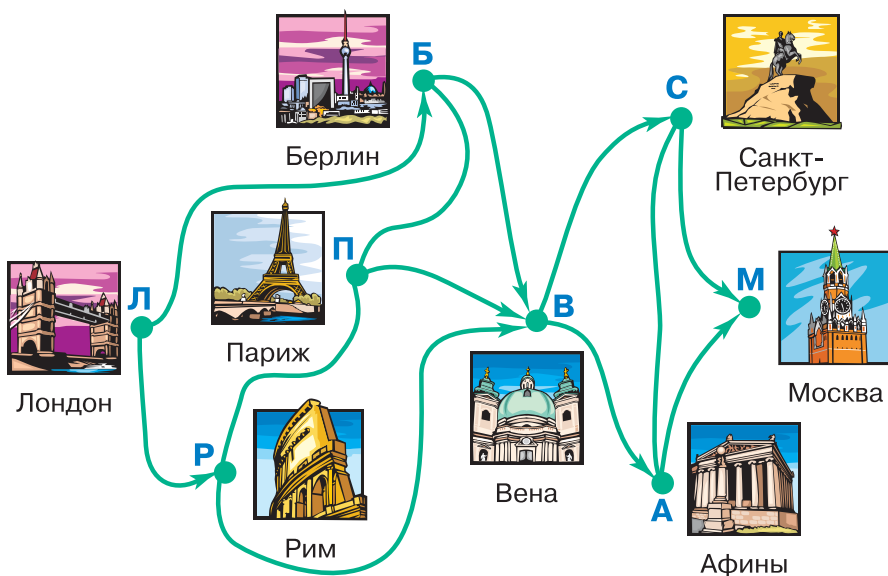 Б
С
Берлин
Санкт-
Петербург
П
Л
М
В
Париж
Лондон
Москва
Р
Вена
А
Рим
Афины